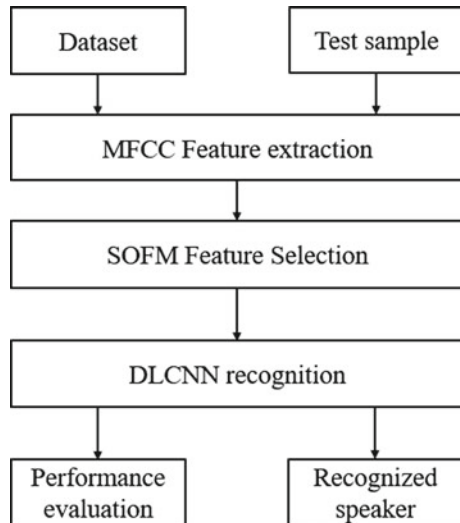 Dataset
Test sample
MFCC Feature extraction
SOFM Feature Selection
DLCNN recognition
Performance
evaluation
Recognized
speaker